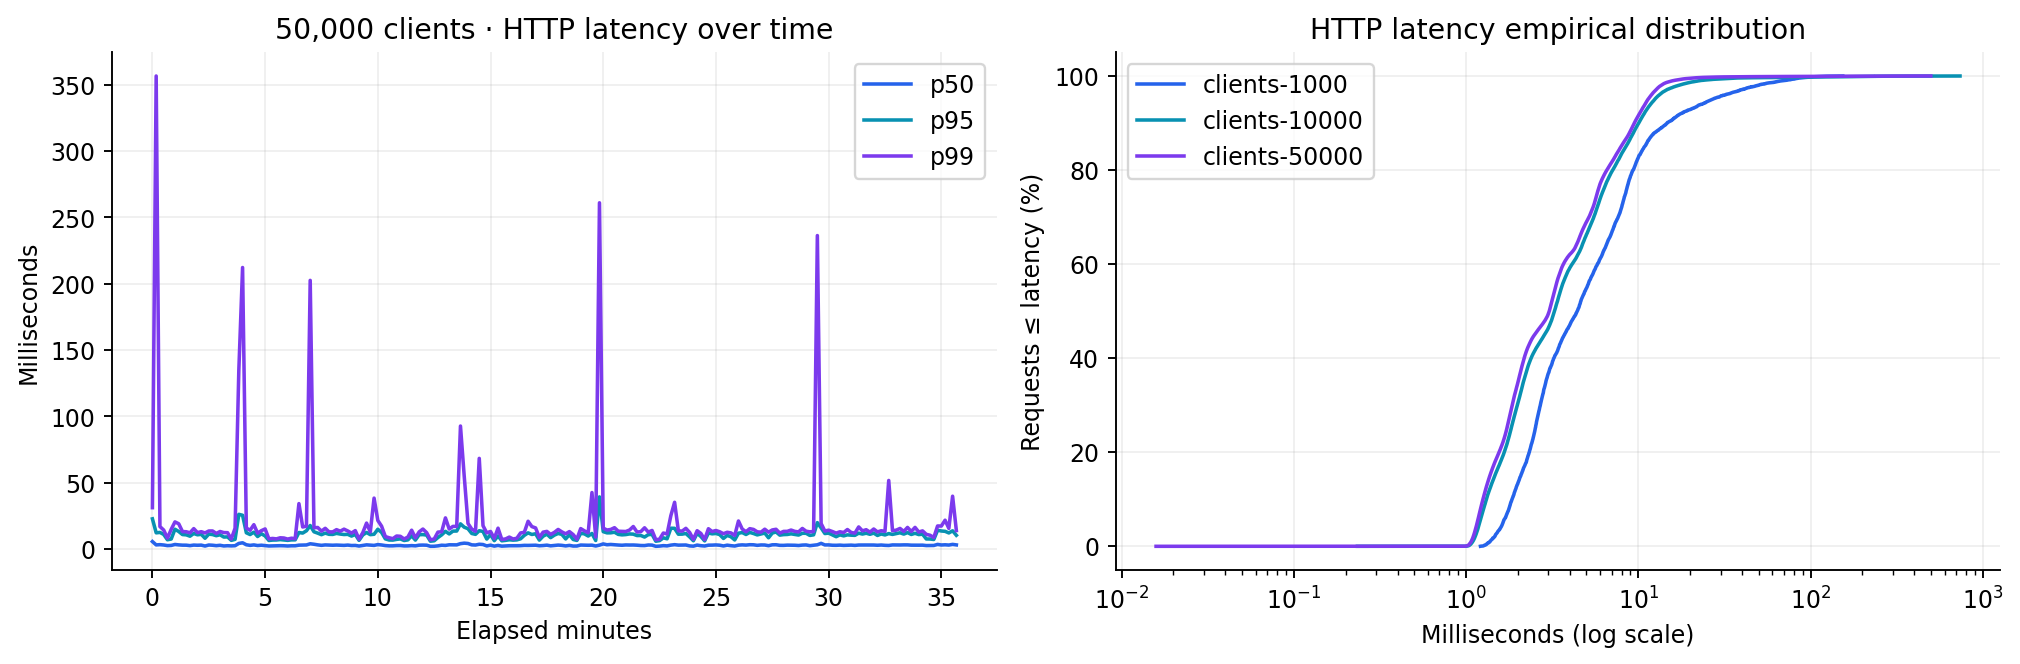 50,000 clients · HTTP latency over time
Milliseconds
350
300
250
200
150
100
50
0
0 5 10 15 20 25 30 35
Elapsed minutes
p50
p95
p99
HTTP latency empirical distribution
Requests ≤ latency (%)
100
80
60
40
20
0
10⁻² 10⁻¹ 10⁰ 10¹ 10² 10³
Milliseconds (log scale)
clients-1000
clients-10000
clients-50000